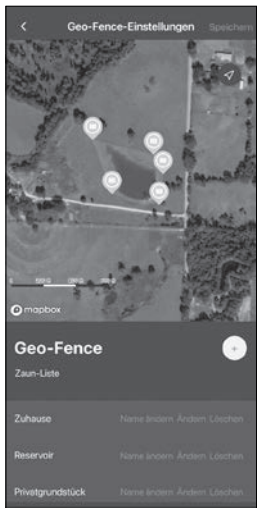 Geo-Fence-Einstellungen Speichern
mapbox
Geo-Fence
Zaun-Liste
Zuhause Name ändern Ändern Löschen
Reservoir Name ändern Ändern Löschen
Privatgrundstück Name ändern Ändern Löschen